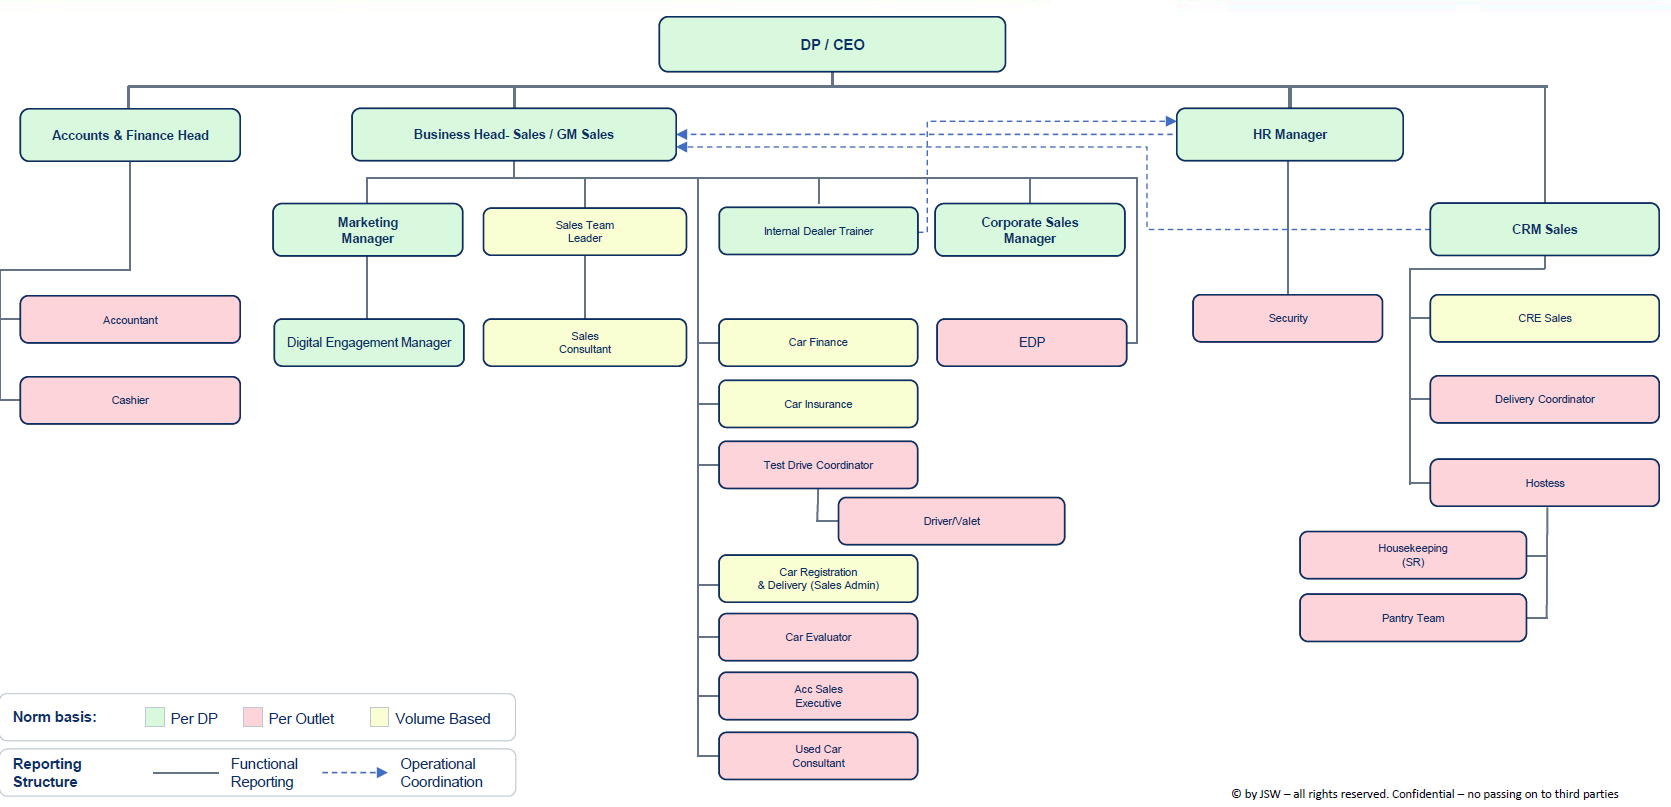 DP / CEO
Accounts & Finance Head
Business Head- Sales / GM Sales
HR Manager
Marketing
Manager
Sales Team
Leader
Internal Dealer Trainer
Corporate Sales
Manager
CRM Sales
Accountant
Digital Engagement Manager
Sales
Consultant
Car Finance
EDP
Security
CRE Sales
Cashier
Car Insurance
Delivery Coordinator
Test Drive Coordinator
Hostess
Driver/Valet
Housekeeping
(SR)
Car Registration
& Delivery (Sales Admin)
Pantry Team
Car Evaluator
Acc Sales
Executive
Used Car
Consultant
Norm basis: Per DP Per Outlet Volume Based
Reporting
Structure
Functional
Reporting
Operational
Coordination
© by JSW – all rights reserved. Confidential – no passing on to third parties